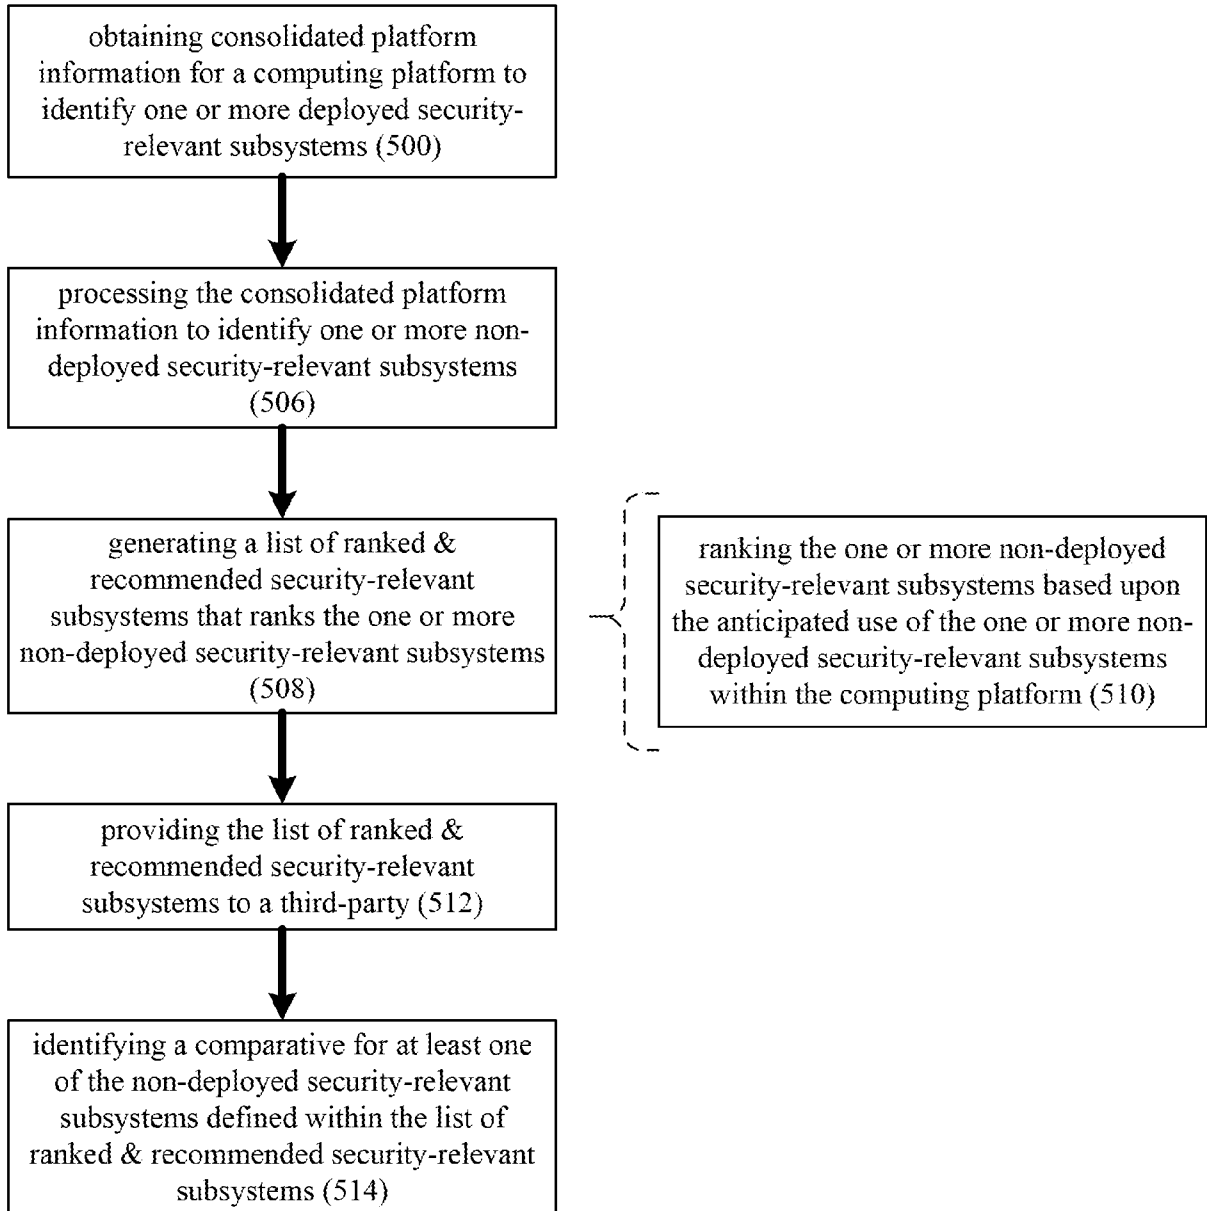 obtaining consolidated platform
information for a computing platform to
identify one or more deployed security-
relevant subsystems (500)
processing the consolidated platform
information to identify one or more non-
deployed security-relevant subsystems
(506)
generating a list of ranked &
recommended security-relevant
subsystems that ranks the one or more
non-deployed security-relevant subsystems
(508)
ranking the one or more non-deployed
security-relevant subsystems based upon
the anticipated use of the one or more non-
deployed security-relevant subsystems
within the computing platform (510)
providing the list of ranked &
recommended security-relevant
subsystems to a third-party (512)
identifying a comparative for at least one
of the non-deployed security-relevant
subsystems defined within the list of
ranked & recommended security-relevant
subsystems (514)